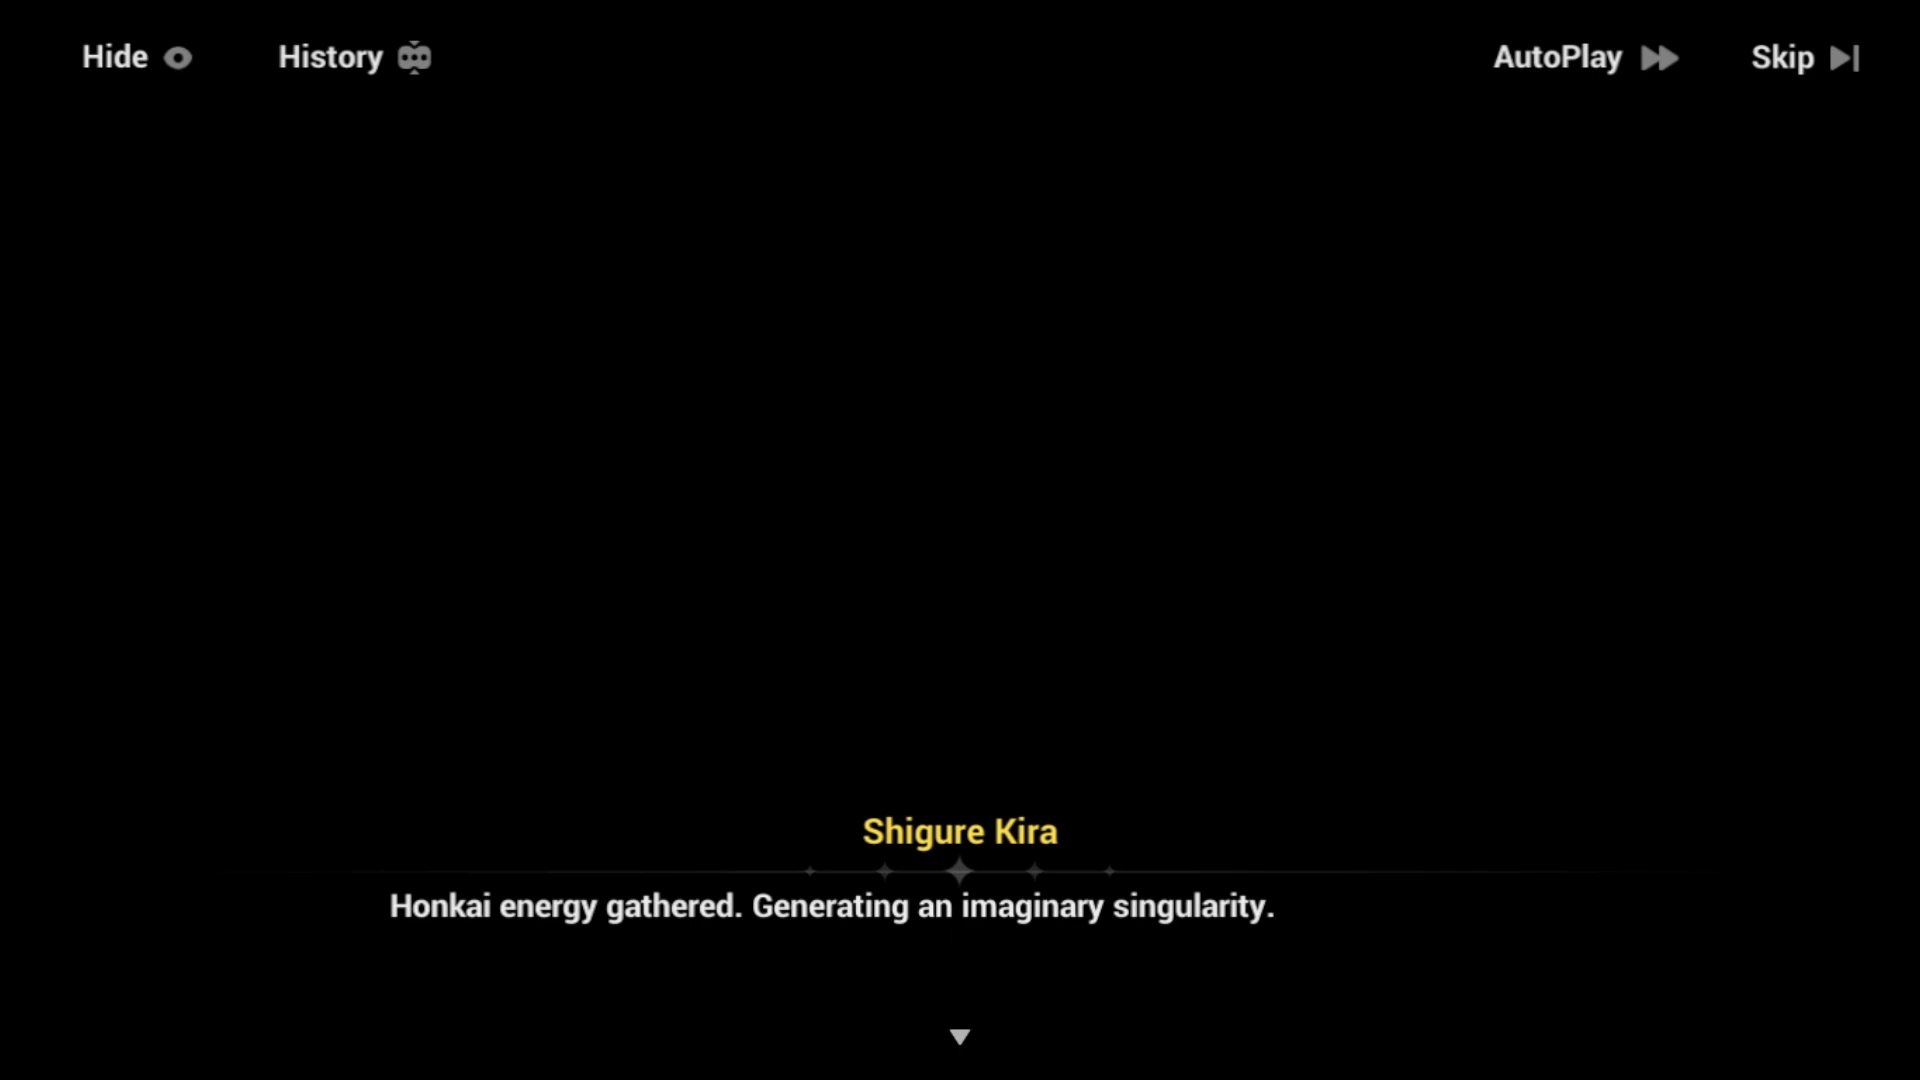 Hide
History
AutoPlay
Skip
Shigure Kira
Honkai energy gathered. Generating an imaginary singularity.